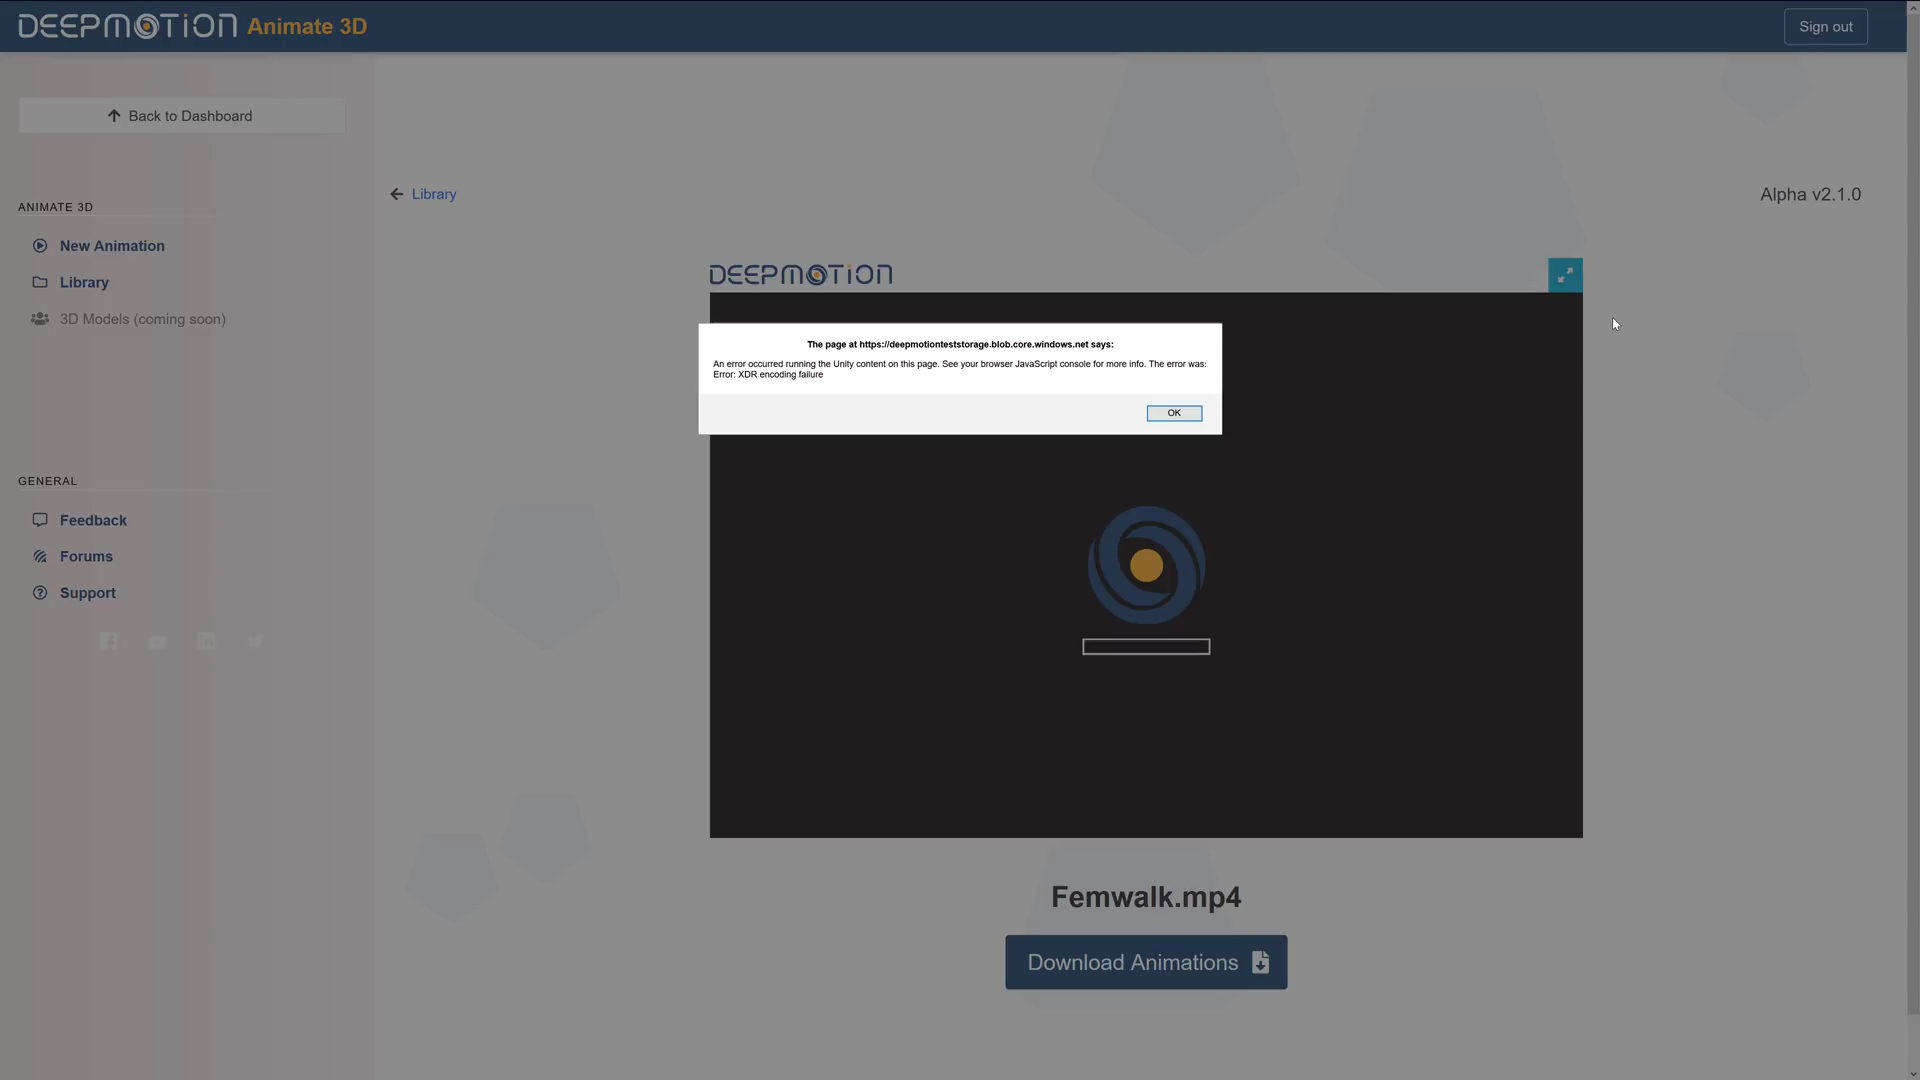 DEEPMOTION Animate 3D
Sign out
Back to Dashboard
Library
Alpha v2.1.0
ANIMATE 3D
New Animation
Library
3D Models (coming soon)
DEEPMOTION
The page at https://deepmotionteststorage.blob.core.windows.net says:
An error occurred running the Unity content on this page. See your browser JavaScript console for more info. The error was:
Error: XDR encoding failure
OK
GENERAL
Feedback
Forums
Support
Femwalk.mp4
Download Animations